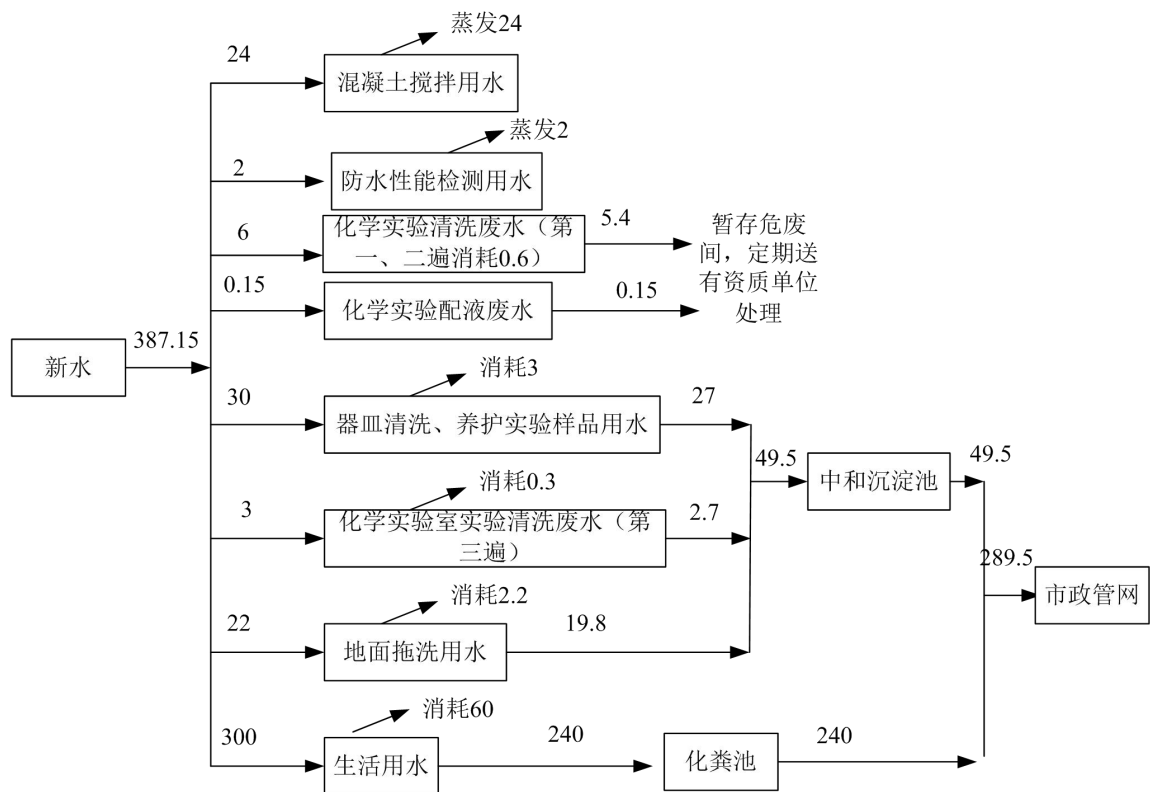 蒸发24
24
混凝土搅拌用水
蒸发2
2
防水性能检测用水
6
化学实验清洗废水（第
一、二遍消耗0.6）
5.4
暂存危废
间，定期送
有资质单位
处理
0.15
化学实验配液废水
0.15
新水
387.15
消耗3
30
器皿清洗、养护实验样品用水
27
49.5
中和沉淀池
49.5
消耗0.3
3
化学实验室实验清洗废水（第
三遍）
2.7
289.5
市政管网
消耗2.2
22
地面拖洗用水
19.8
消耗60
300
生活用水
240
化粪池
240